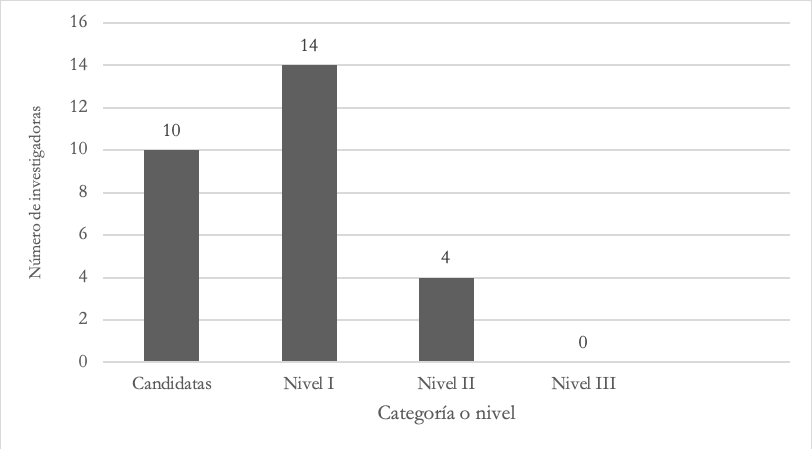 16
14
12
10
8
6
4
2
0
Número de investigadoras
10
14
4
0
Candidatas
Nivel I
Nivel II
Nivel III
Categoría o nivel